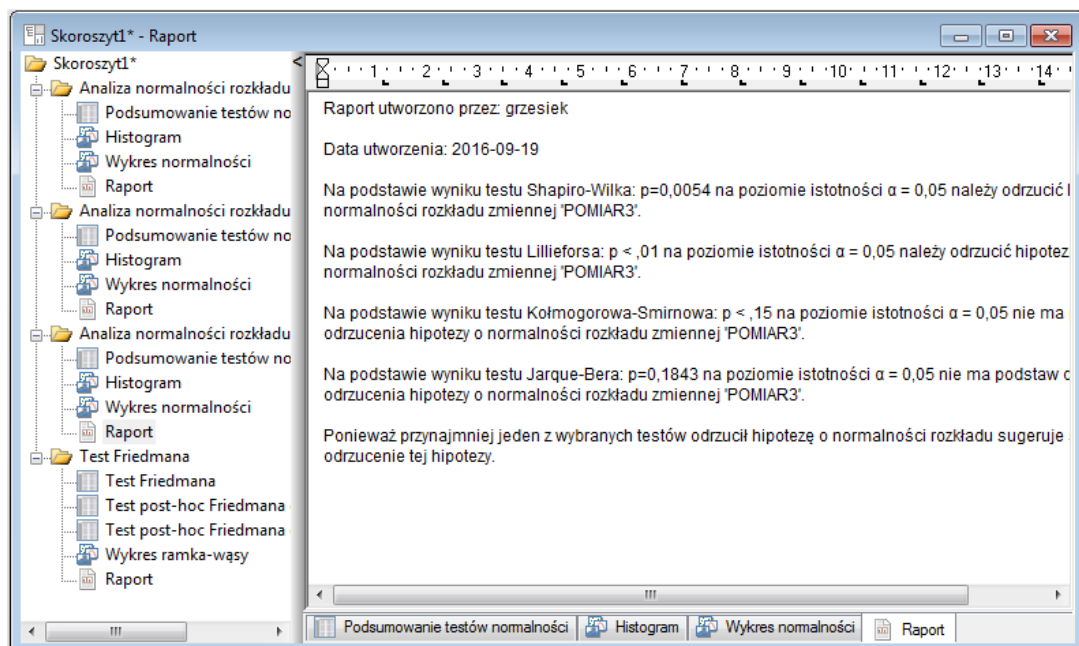 Skoroszyt1* - Raport
Skoroszyt1*
Analiza normalności rozkładu
Podsumowanie testów no
Histogram
Wykres normalności
Raport
Analiza normalności rozkładu
Podsumowanie testów no
Histogram
Wykres normalności
Raport
Analiza normalności rozkładu
Podsumowanie testów no
Histogram
Wykres normalności
Raport
Test Friedmana
Test Friedmana
Test post-hoc Friedmana
Test post-hoc Friedmana
Wykres ramka-wąsy
Raport
1 2 3 4 5 6 7 8 9 10 11 12 13 14
Raport utworzono przez: grzesiek
Data utworzenia: 2016-09-19
Na podstawie wyniku testu Shapiro-Wilka: p=0,0054 na poziomie istotności α = 0,05 należy odrzucić
normalności rozkładu zmiennej 'POMIAR3'.
Na podstawie wyniku testu Lillieforsa: p < ,01 na poziomie istotności α = 0,05 należy odrzucić hipotez
normalności rozkładu zmiennej 'POMIAR3'.
Na podstawie wyniku testu Kołmogorowa-Smirnowa: p < ,15 na poziomie istotności α = 0,05 nie ma
odrzucenia hipotezy o normalności rozkładu zmiennej 'POMIAR3'.
Na podstawie wyniku testu Jarque-Bera: p=0,1843 na poziomie istotności α = 0,05 nie ma podstaw
odrzucenia hipotezy o normalności rozkładu zmiennej 'POMIAR3'.
Ponieważ przynajmniej jeden z wybranych testów odrzucił hipotezę o normalności rozkładu sugeruje
odrzucenie tej hipotezy.
Podsumowanie testów normalności Histogram Wykres normalności Raport